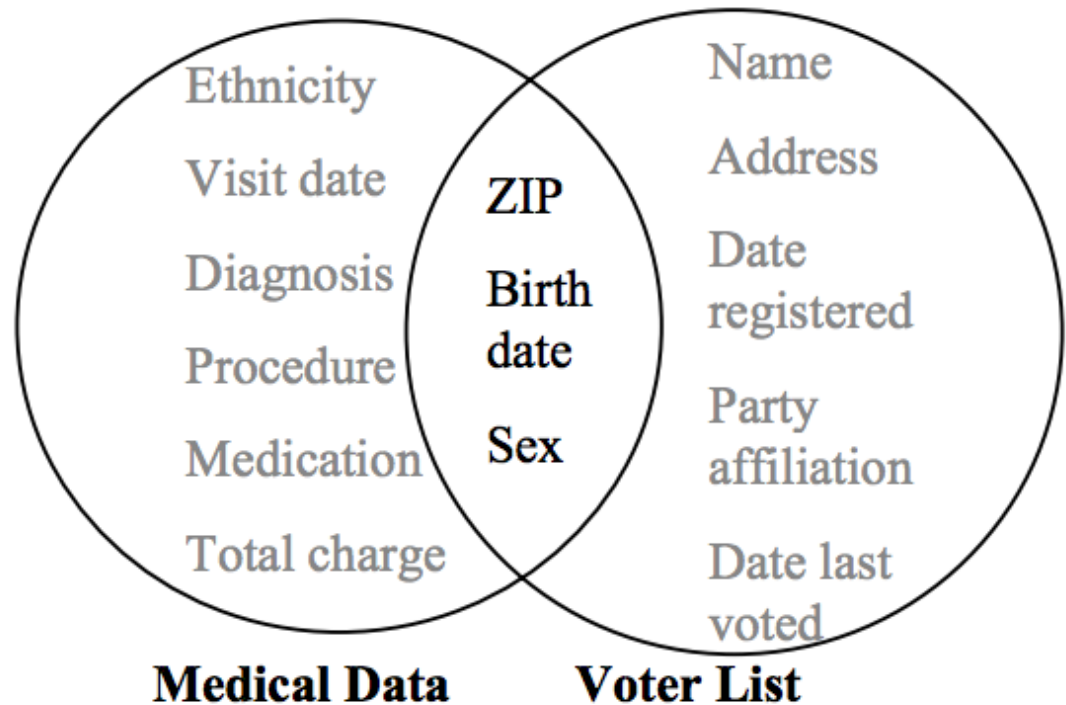 Ethnicity
Visit date
Diagnosis
Procedure
Medication
Total charge
ZIP
Birth
date
Sex
Name
Address
Date
registered
Party
affiliation
Date last
voted
Medical Data
Voter List